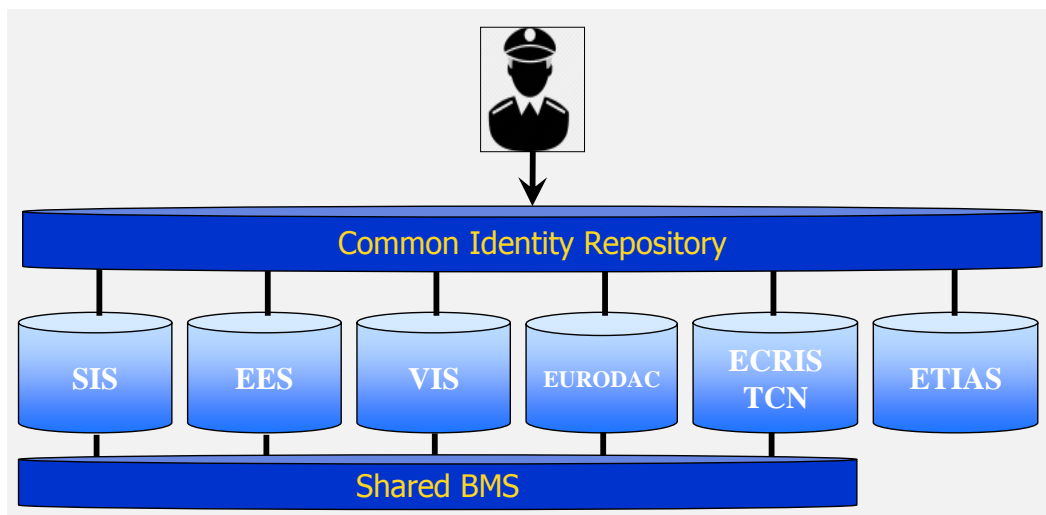 Common Identity Repository
SIS
EES
VIS
EURODAC
ECRIS
TCN
ETIAS
Shared BMS